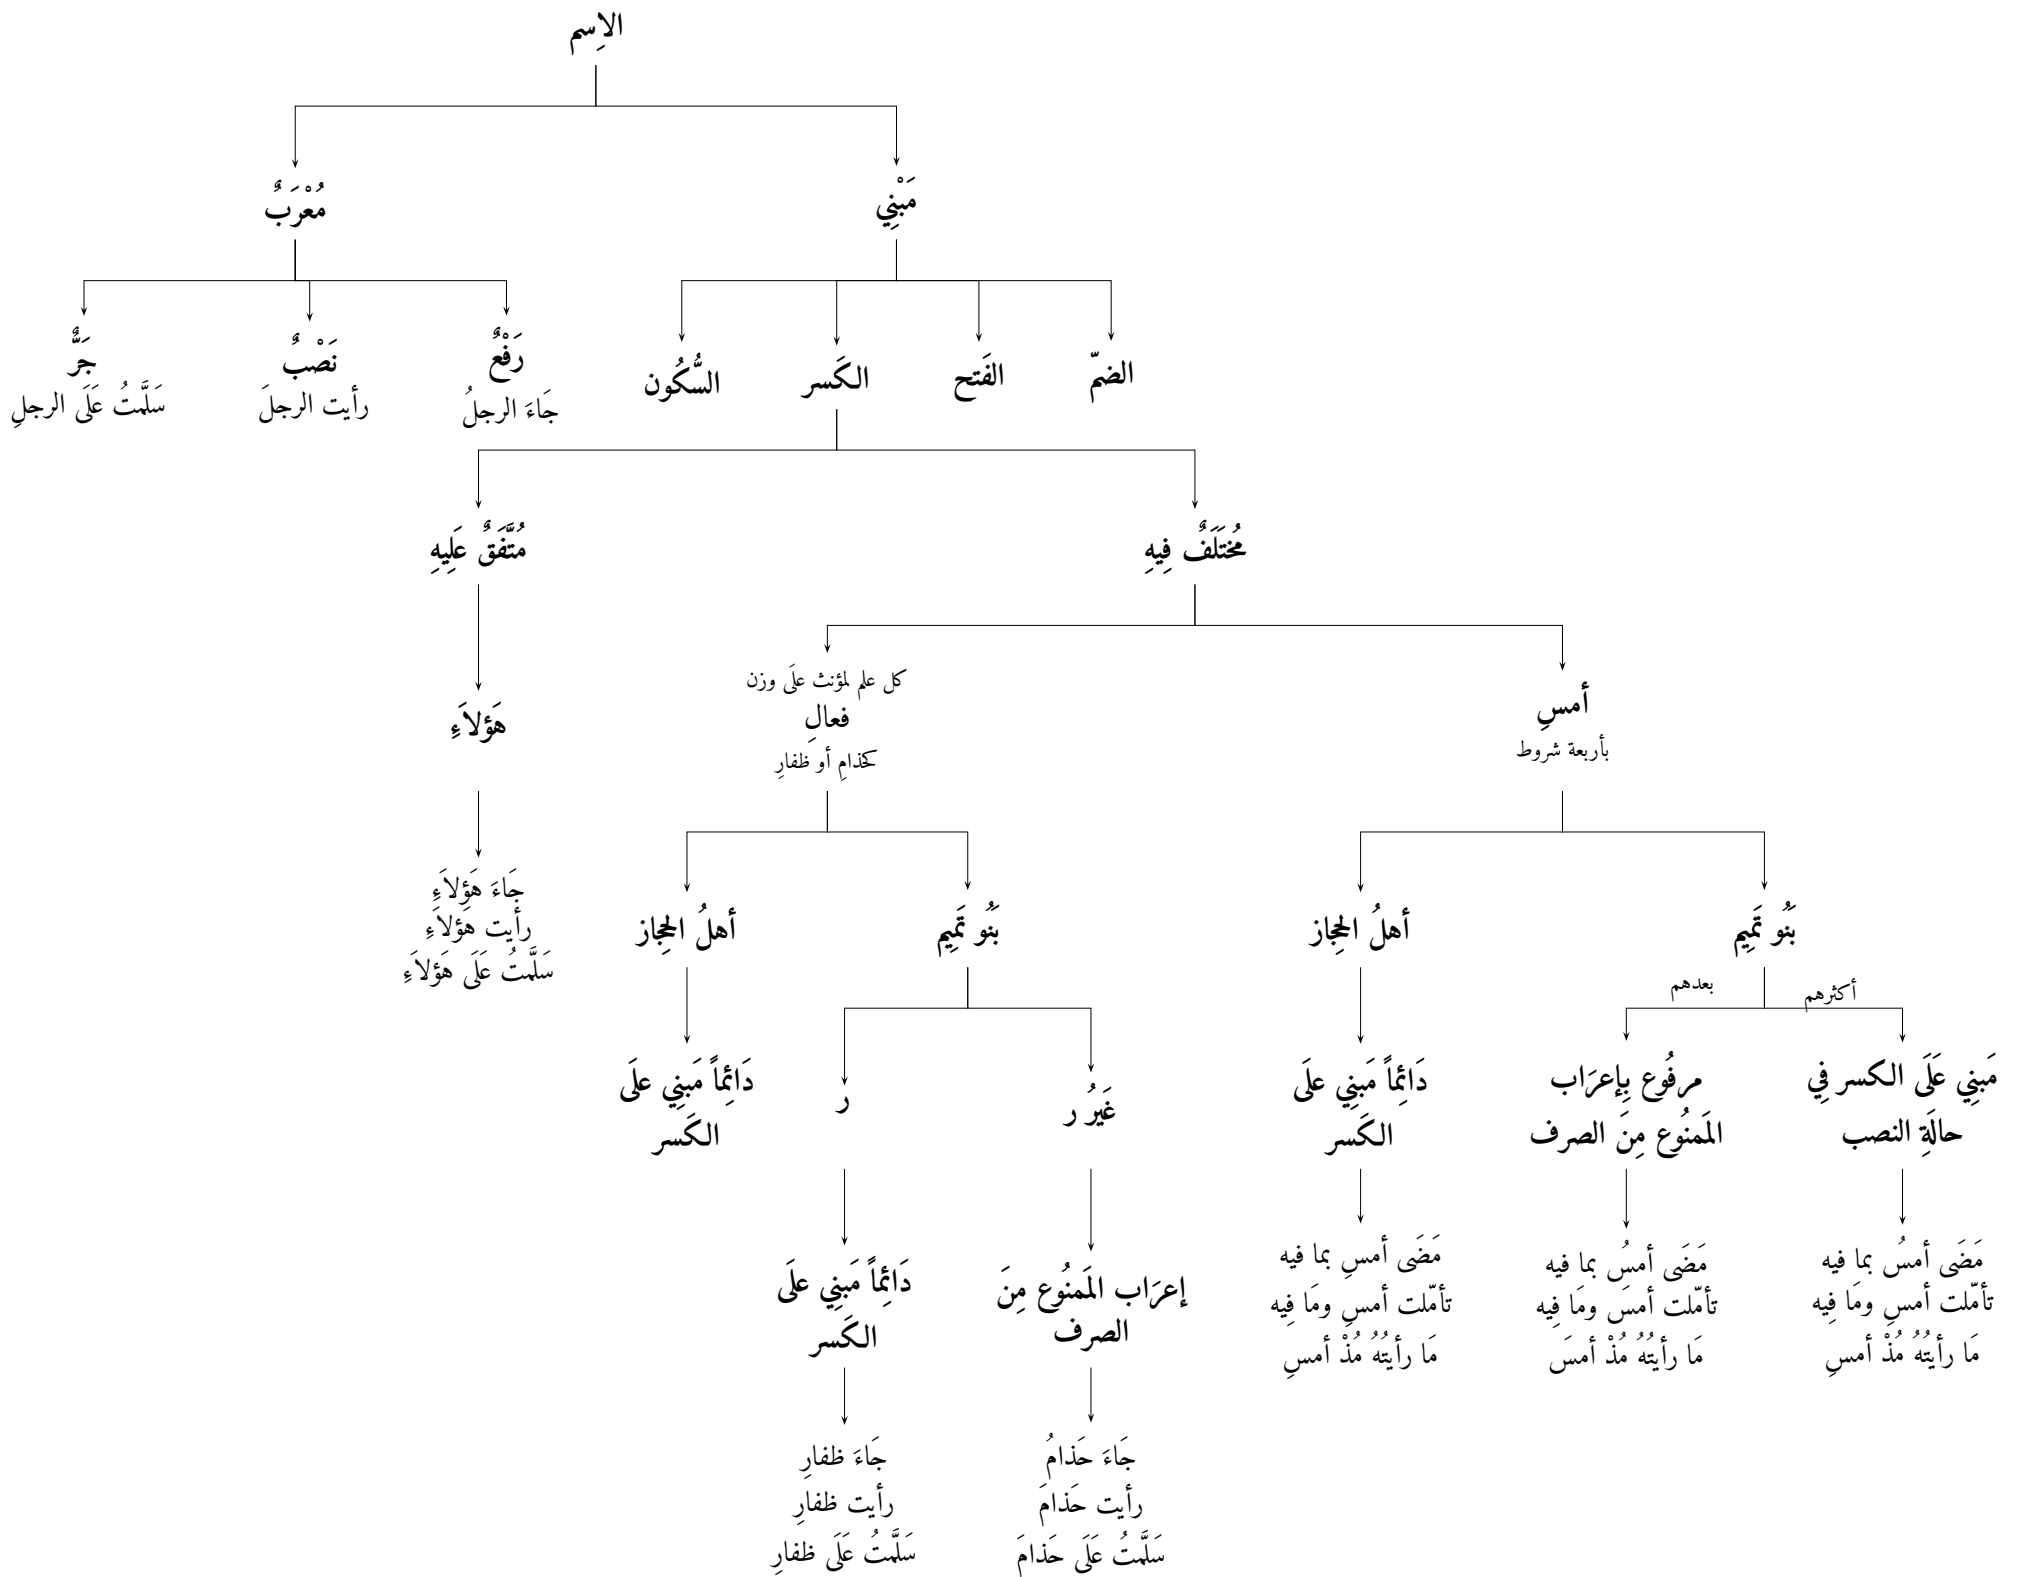 الاِسم
مَبْنِي
مُعْرَبٌ
الضمّ
الفَتح
الكَسر
السُّكُون
رَفْعٌ
جَاءَ الرجلُ
نَصْبٌ
رأيت الرجلَ
جَرٌّ
سَلَّمتُ عَلَى الرجلِ
مُختَلَفٌ فِيهِ
مُتَّفَقٌ عَلِيهِ
أمسِ
بأربعة شروط
كل علم لمؤنث علَى وزن
فعالِ
كحذامِ أو ظفارِ
هَؤلاَءِ
جَاءَ هَؤلاَءِ
رأيت هَؤلاَءِ
سَلَّمتُ عَلَى هَؤلاَءِ
بَنُو تَمِيم
أهلُ الحِجاز
بَنُو تَمِيم
أهلُ الحِجاز
أكثرهم
بعدهم
مَبنِي عَلَى الكسر فِي
حالَةِ النصب
مرفُوع بِإعرَاب
المَمنُوع مِنَ الصرف
دَائِماً مَبنِي علَى
الكَسر
غَيرُ ر
ر
دَائِماً مَبنِي علَى
الكَسر
مَضَى أمسُ بما فيه
تأمّلت أمسِ ومَا فِيه
مَا رأيتُهُ مُذْ أمسِ
مَضَى أمسُ بما فيه
تأمّلت أمسَ ومَا فِيه
مَا رأيتُهُ مُذْ أمسَ
مَضَى أمسِ بما فيه
تأمّلت أمسِ ومَا فِيه
مَا رأيتُهُ مُذْ أمسِ
إعرَاب المَمنُوع مِنَ
الصرف
دَائِماً مَبنِي علَى
الكَسر
جَاءَ حَذامُ
رأيت حَذامَ
سَلَّمتُ عَلَى حَذامَ
جَاءَ ظفارِ
رأيت ظفارِ
سَلَّمتُ عَلَى ظفارِ